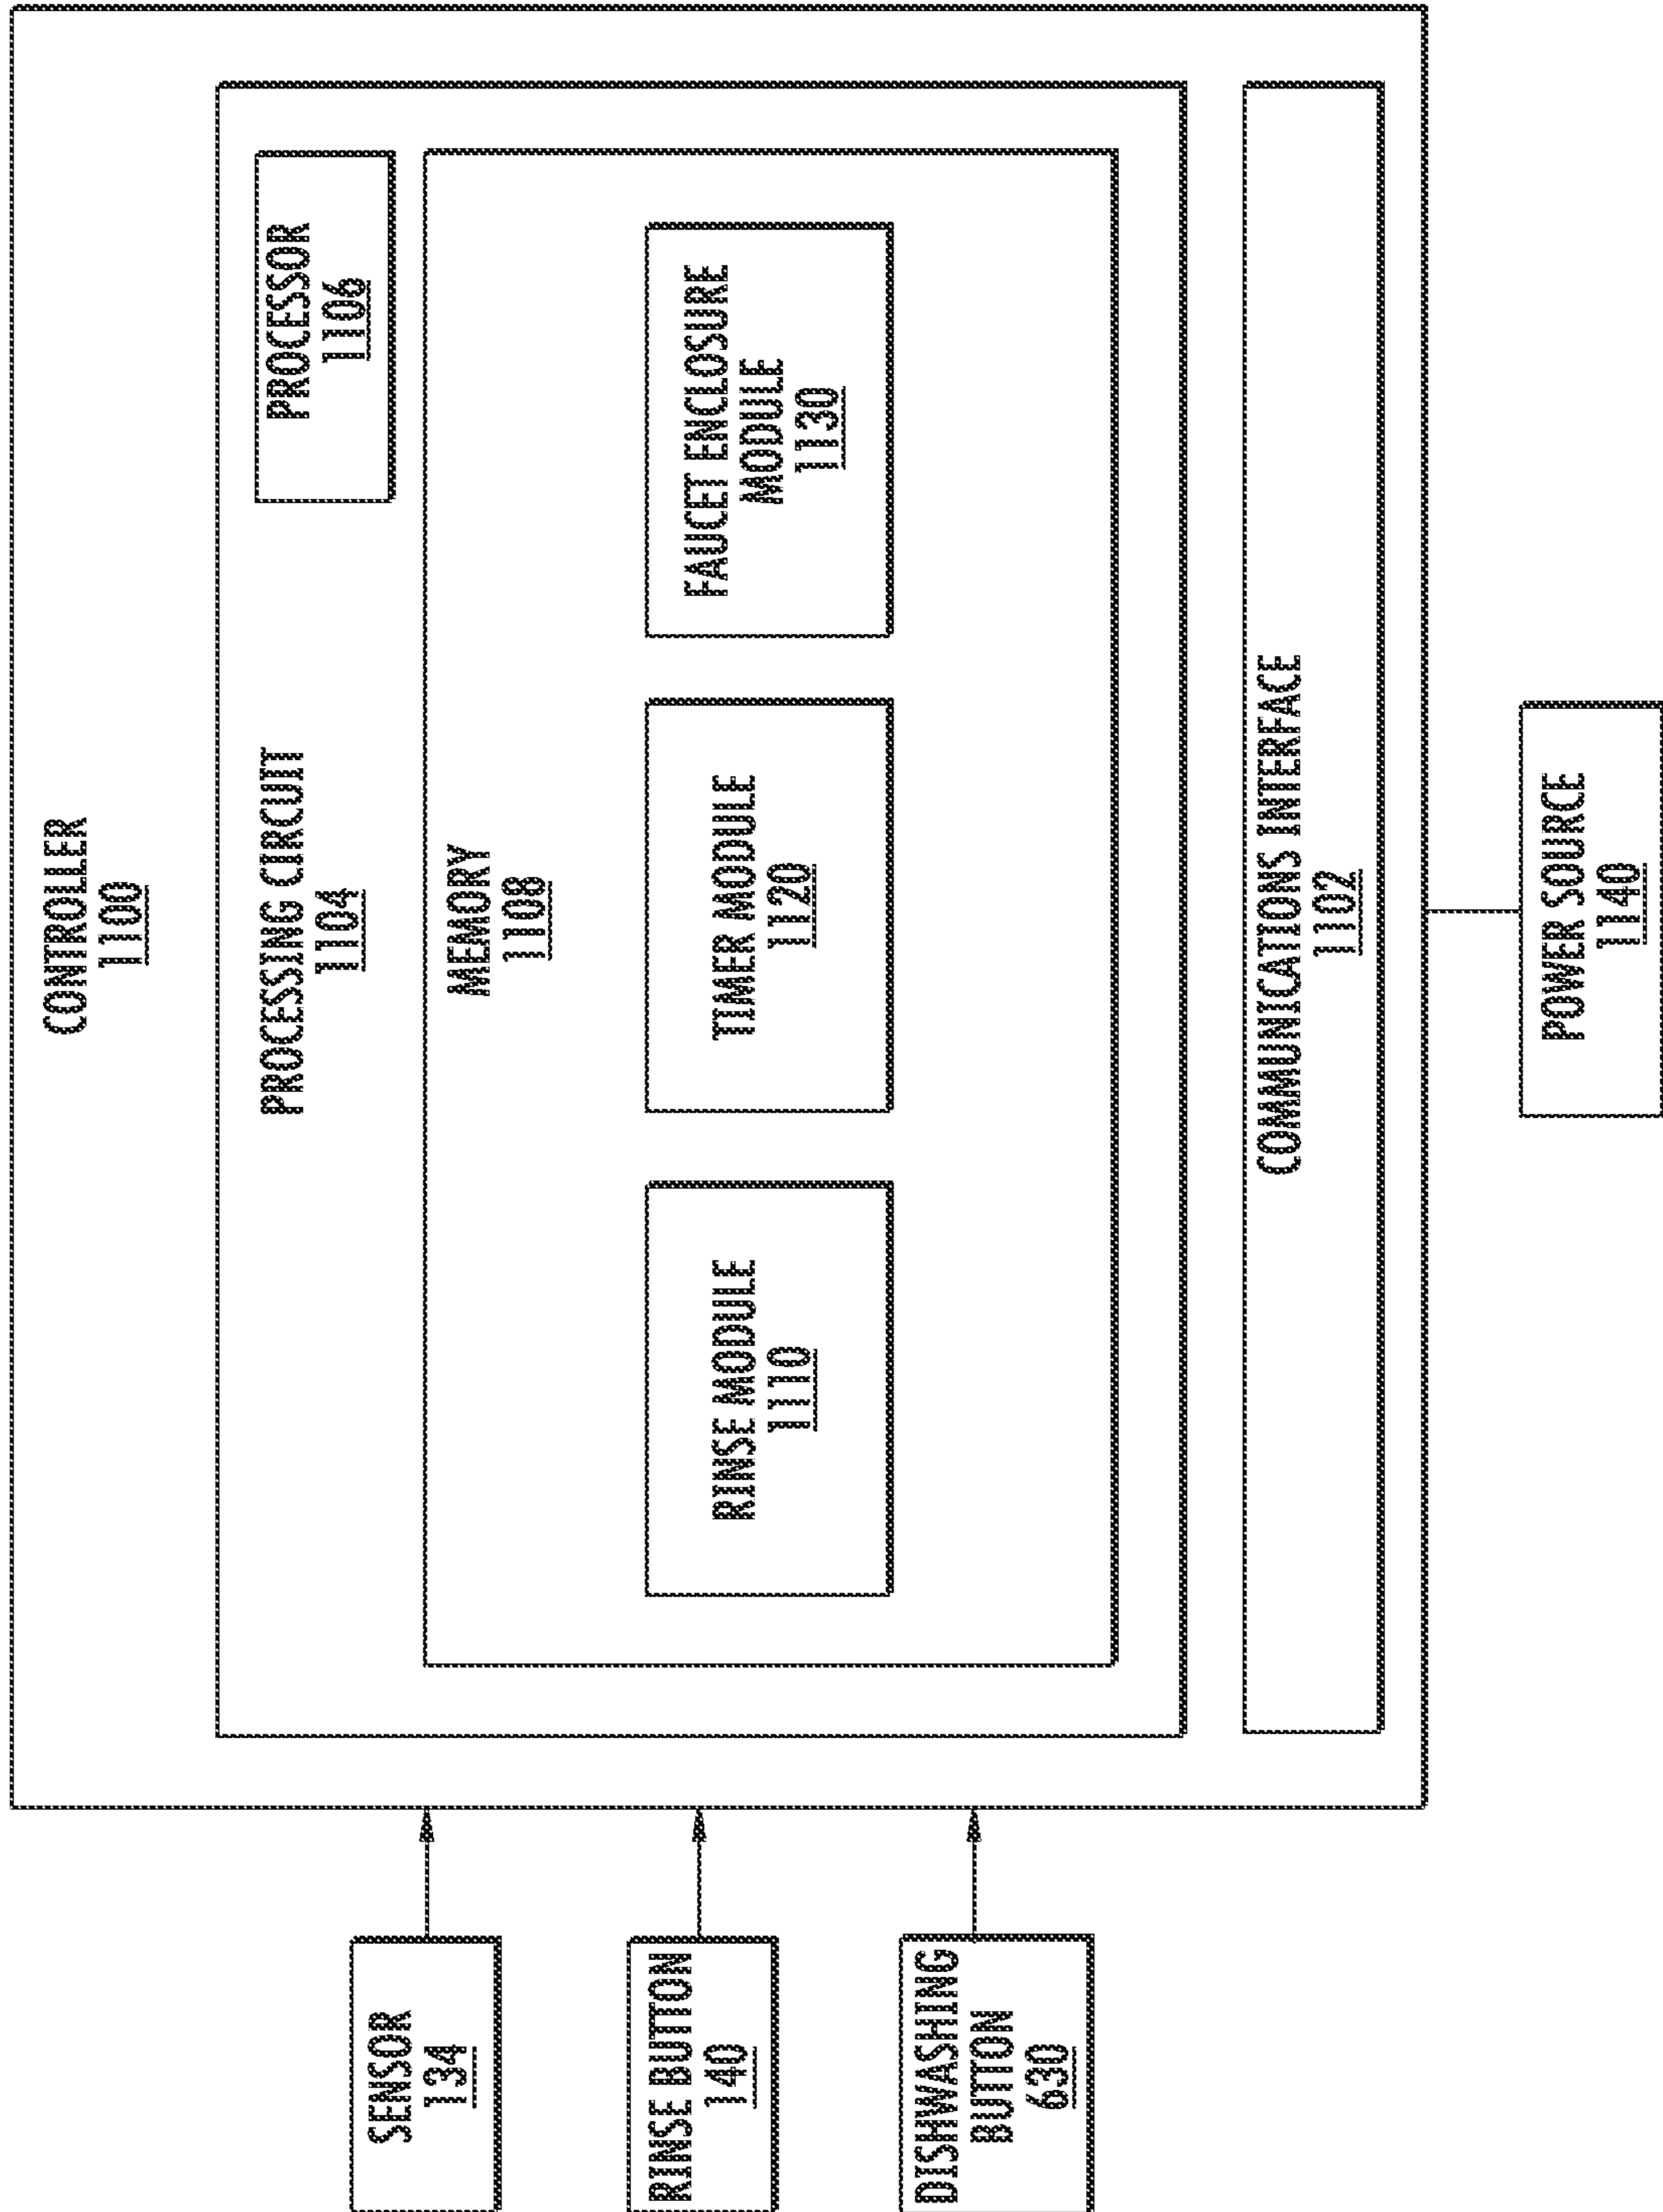 CONTROLLER
1100
PROCESSING CIRCUIT
1104
PROCESSOR
1106
MEMORY
1108
RINSE MODULE
1110
TIMER MODULE
1120
FAUCET ENCLOSURE
MODULE
1130
COMMUNICATIONS INTERFACE
1102
SENSOR
134
RINSE BUTTON
140
DISHWASHING
BUTTON
630
POWER SOURCE
1140